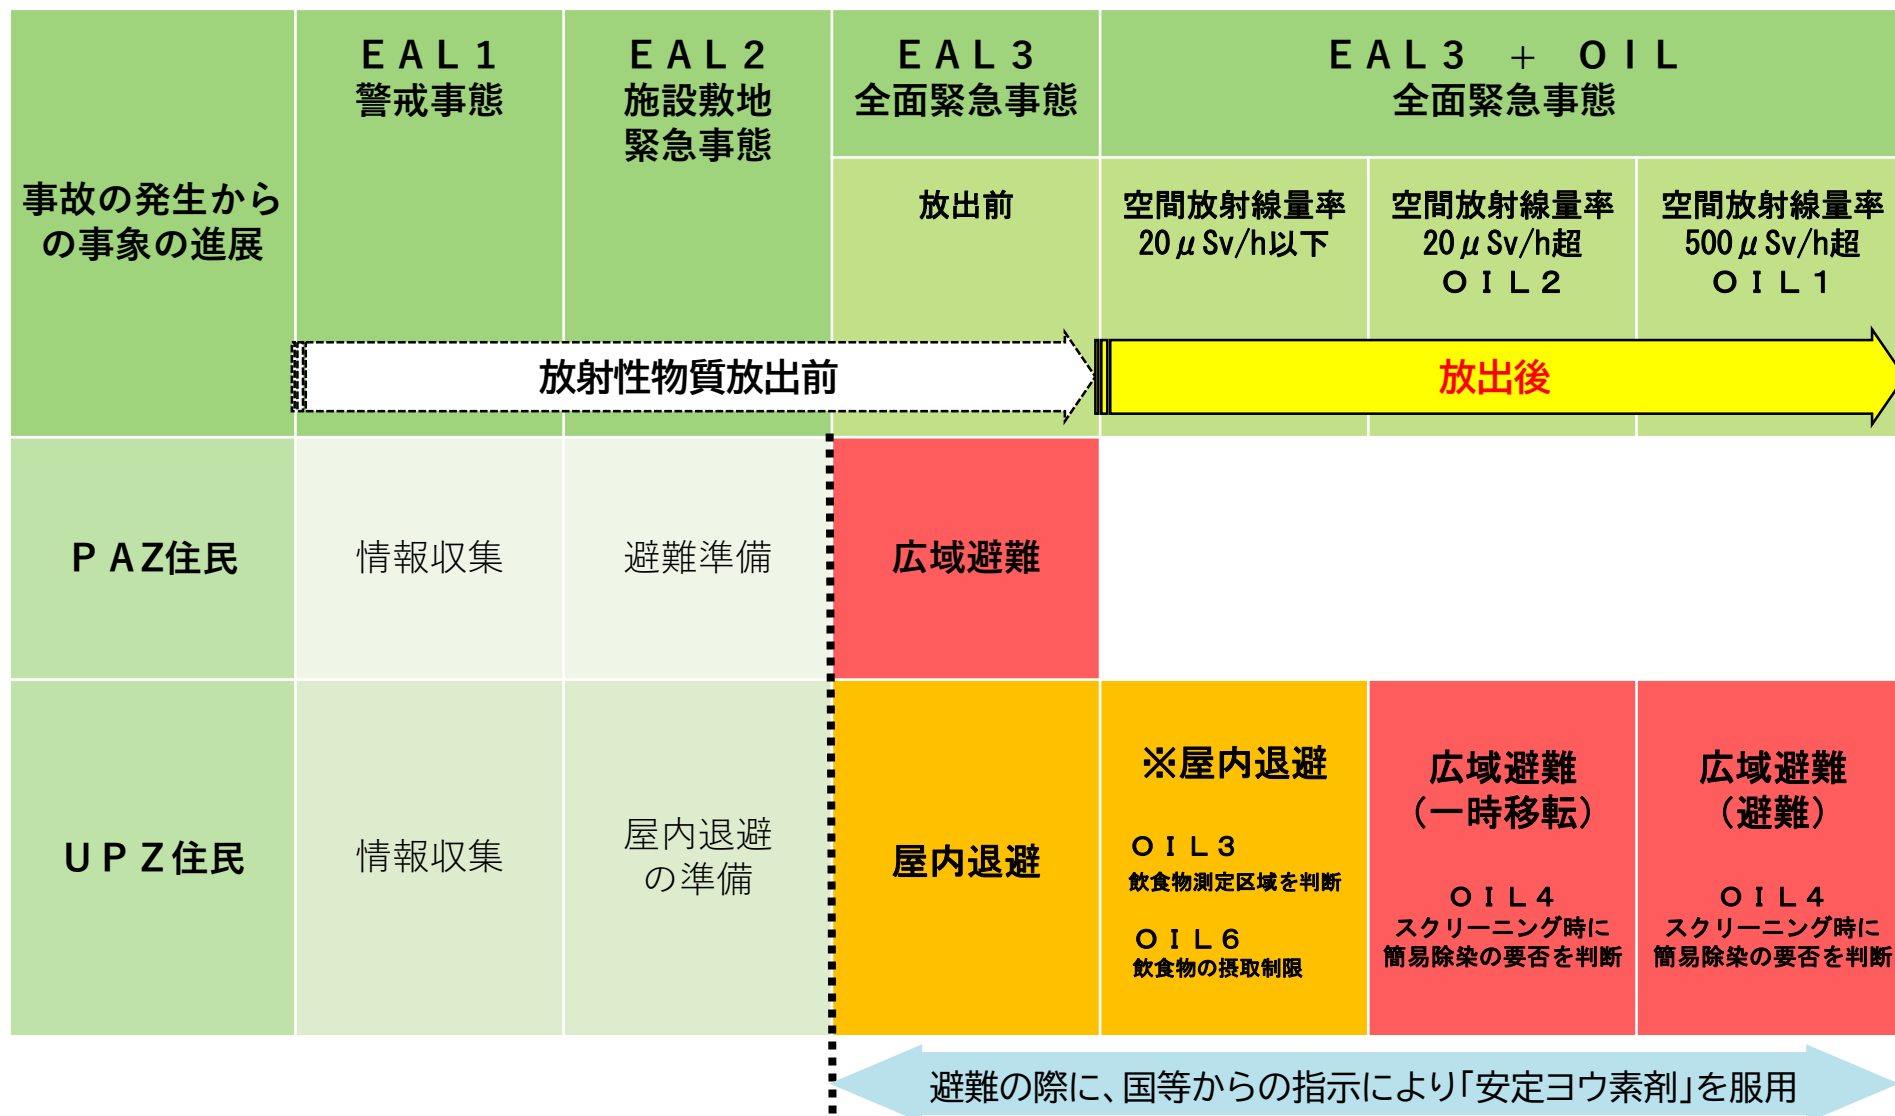 事故の発生から
の事象の進展
ＥＡＬ１
警戒事態
ＥＡＬ２
施設敷地
緊急事態
ＥＡＬ３
全面緊急事態
ＥＡＬ３　＋　ＯＩＬ
全面緊急事態
放出前
空間放射線量率
20μSv/h以下
空間放射線量率
20μSv/h超
ＯＩＬ２
空間放射線量率
500μSv/h超
ＯＩＬ１
放射性物質放出前
放出後
ＰＡＺ住民
情報収集
避難準備
広域避難
ＵＰＺ住民
情報収集
屋内退避
の準備
屋内退避
※屋内退避
ＯＩＬ３
飲食物測定区域を判断
ＯＩＬ６
飲食物の摂取制限
広域避難
（一時移転）
ＯＩＬ４
スクリーニング時に
簡易除染の要否を判断
広域避難
（避難）
ＯＩＬ４
スクリーニング時に
簡易除染の要否を判断
避難の際に、国等からの指示により「安定ヨウ素剤」を服用